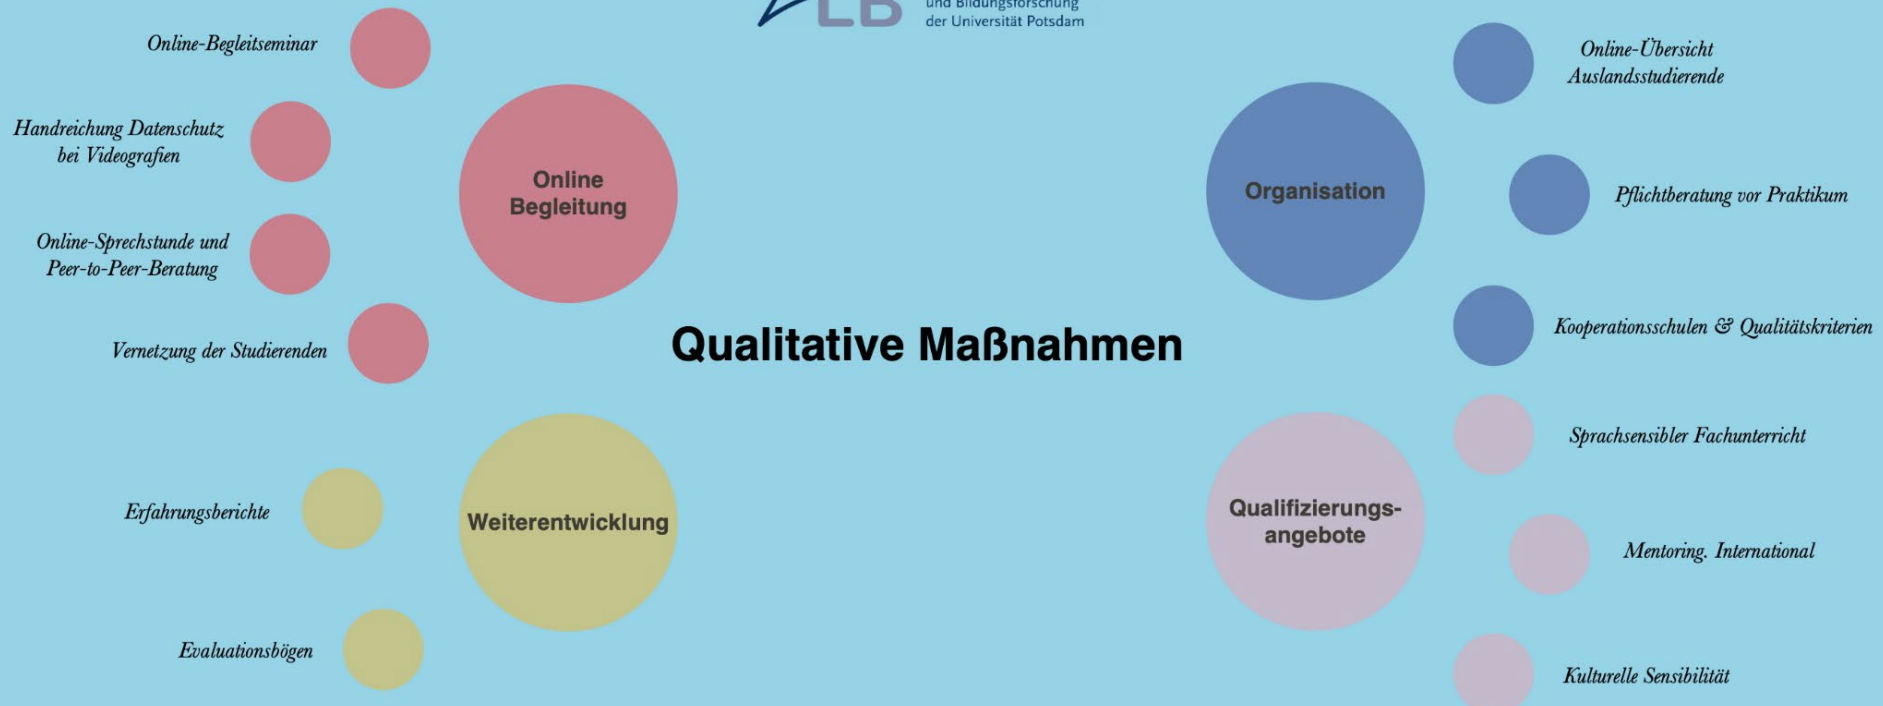 LB
und Bildungsforschung
der Universität Potsdam
Online-Begleitseminar
Handreichung Datenschutz
bei Videografien
Online-Sprechstunde und
Peer-to-Peer-Beratung
Vernetzung der Studierenden
Online
Begleitung
Organisation
Online-Übersicht
Auslandsstudierende
Pflichtberatung vor Praktikum
Kooperationsschulen & Qualitätskriterien
Qualitative Maßnahmen
Erfahrungsberichte
Evaluationsbögen
Weiterentwicklung
Qualifizierungs-
angebote
Sprachsensibler Fachunterricht
Mentoring. International
Kulturelle Sensibilität